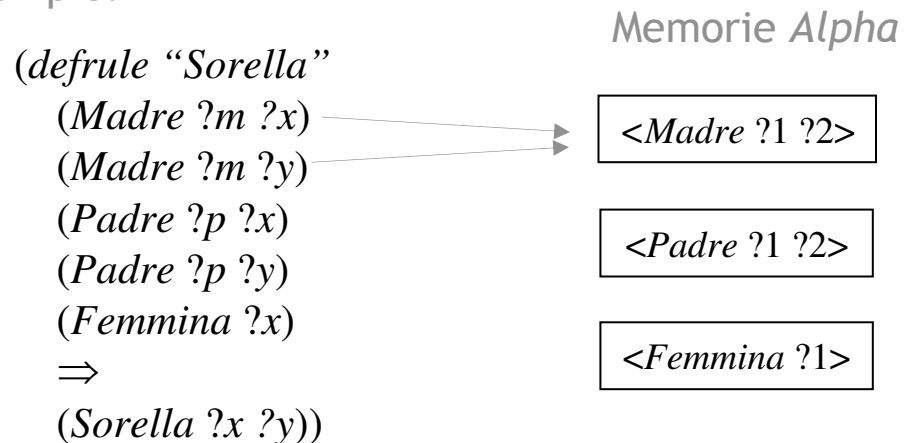 Memorie Alpha
(defrule “Sorella”
(Madre ?m ?x)
(Madre ?m ?y)
(Padre ?p ?x)
(Padre ?p ?y)
(Femmina ?x)
⇒
(Sorella ?x ?y))
<Madre ?1 ?2>
<Padre ?1 ?2>
<Femmina ?1>